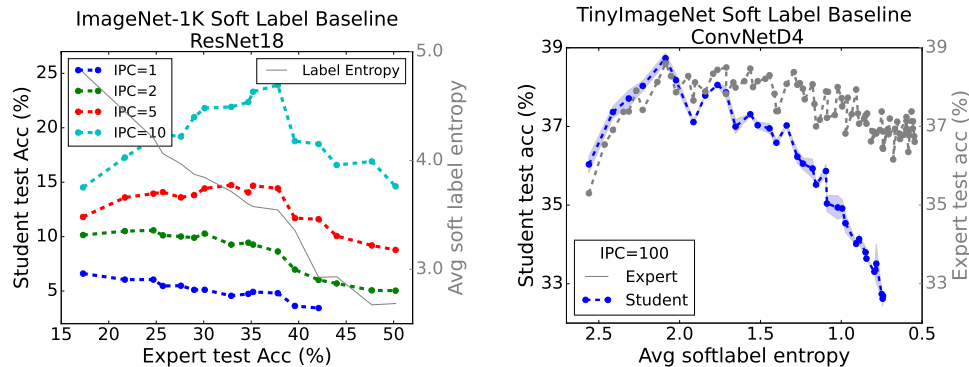 ImageNet-1K Soft Label Baseline
ResNet18
Student test Acc (%)
25
20
15
10
5
IPC=1
IPC=2
IPC=5
IPC=10
Label Entropy
5.0
4.0
3.0
Avg soft label entropy
15 20 25 30 35 40 45 50
Expert test Acc (%)
TinyImageNet Soft Label Baseline
ConvNetD4
Student test acc (%)
39
37
35
33
IPC=100
Expert
Student
39
37
35
33
Expert test acc (%)
2.5 2.0 1.5 1.0 0.5
Avg softlabel entropy